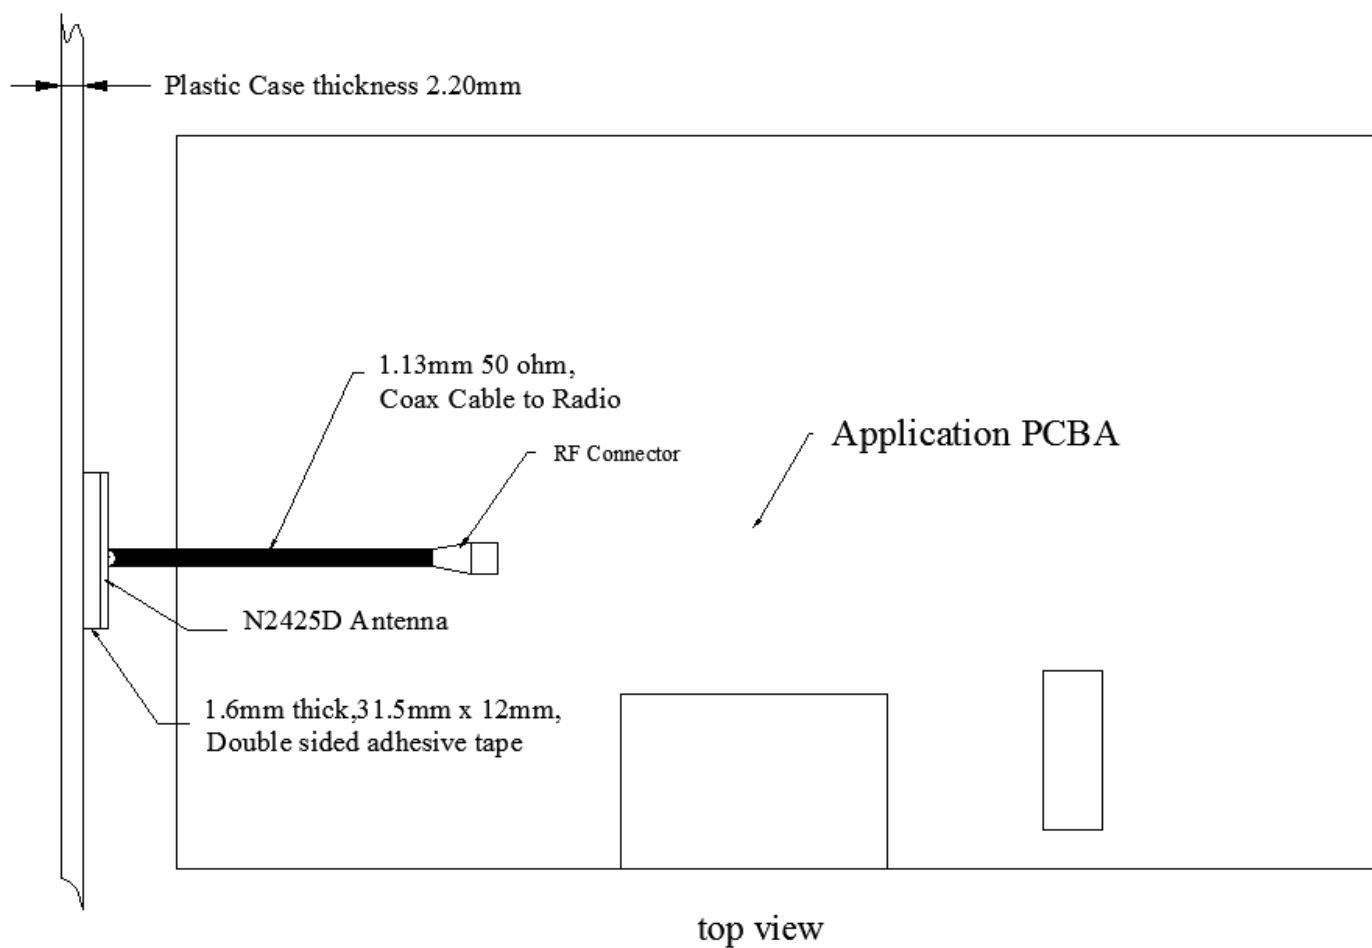 Plastic Case thickness 2.20mm
1.13mm 50 ohm,
Coax Cable to Radio
RF Connector
Application PCBA
N2425D Antenna
1.6mm thick,31.5mm x 12mm,
Double sided adhesive tape
top view